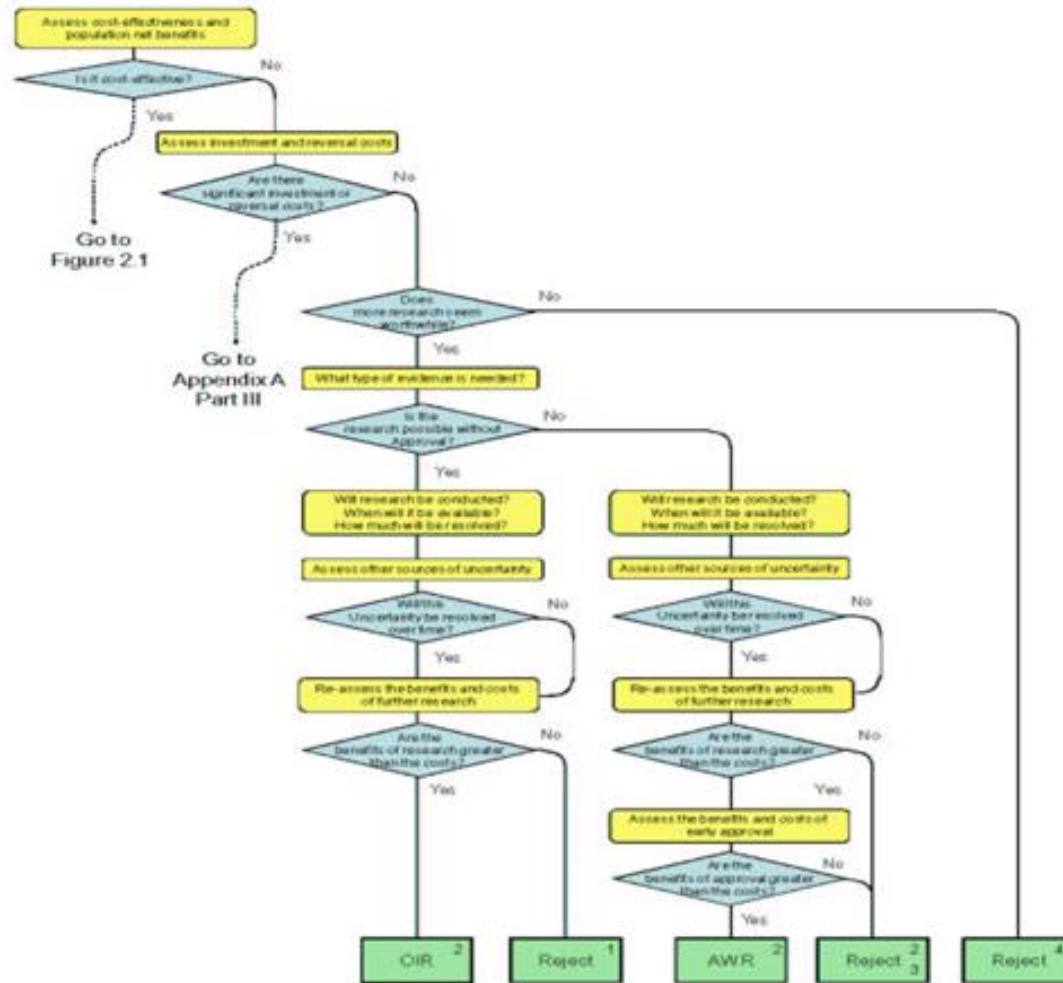 Assess cost-effectiveness and
population net benefits
No
Is it cost-effective?
Yes
Assess investment and reversal costs
Are there
significant investment or
reversal costs?
No
Yes
Go to
Figure 2.1
Does
more research seem
worthwhile?
No
Yes
Go to
Appendix A
Part III
What type of evidence is needed?
Is the
research possible without
Approval?
No
Yes
Will research be conducted?
When will it be available?
How much will be resolved?
Will research be conducted?
When will it be available?
How much will be resolved?
Assess other sources of uncertainty
Assess other sources of uncertainty
Will this
Uncertainty be resolved
over time?
No
Yes
Will this
Uncertainty be resolved
over time?
No
Yes
Re-assess the benefits and costs
of further research
Re-assess the benefits and costs
of further research
Are the
benefits of research greater
than the costs?
No
Yes
Are the
benefits of research greater
than the costs?
No
Yes
Assess the benefits and costs of
early approval
Are the
benefits of approval greater
than the costs?
No
Yes
OIR 2
Reject 1
AWR 2
Reject 2
3
Reject 4